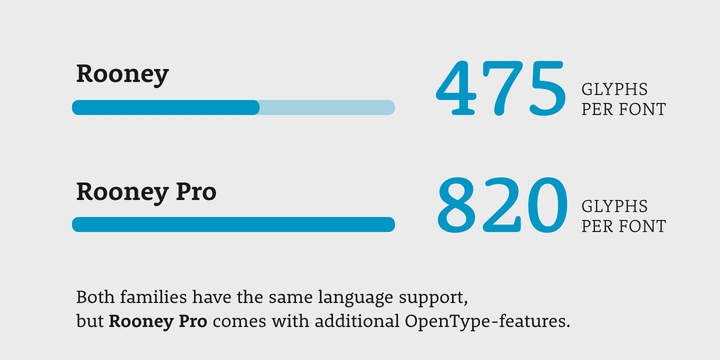 Rooney
475 GLYPHS
PER FONT
Rooney Pro
820 GLYPHS
PER FONT
Both families have the same language support,
but Rooney Pro comes with additional OpenType-features.